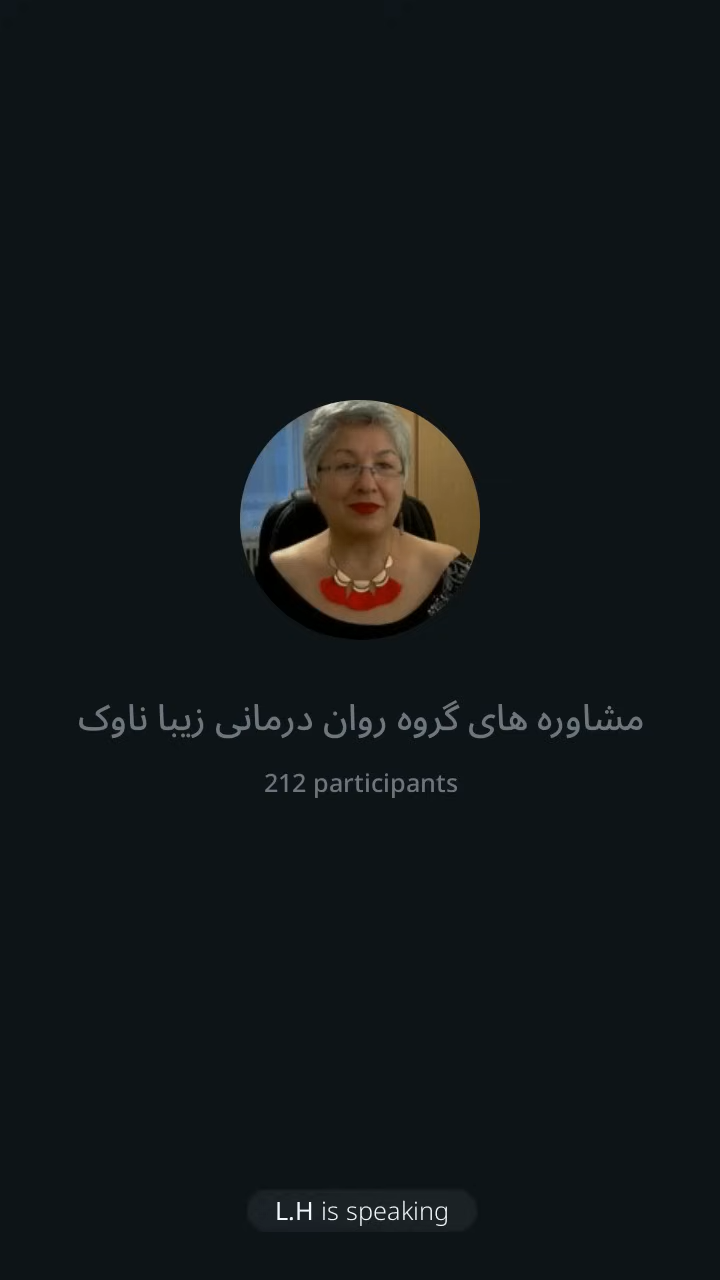 مشاوره های گروه روان درمانی زیبا ناوک
212 participants
L.H is speaking